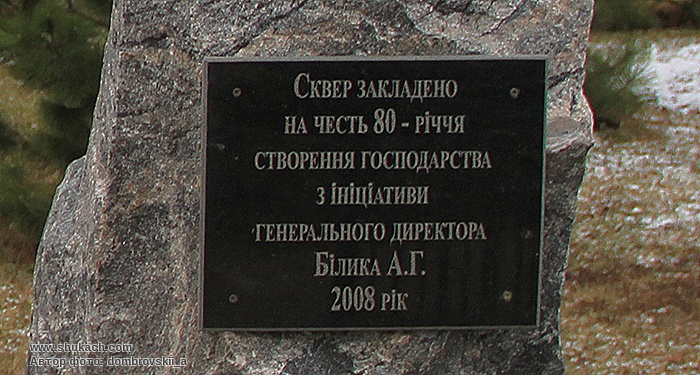 Сквер закладено
на честь 80 - річчя
створення господарства
з ініціативи
генерального директора
Білика А.Г.
2008 рік
www.shukach.com
Автор фото: dombrovskii_a